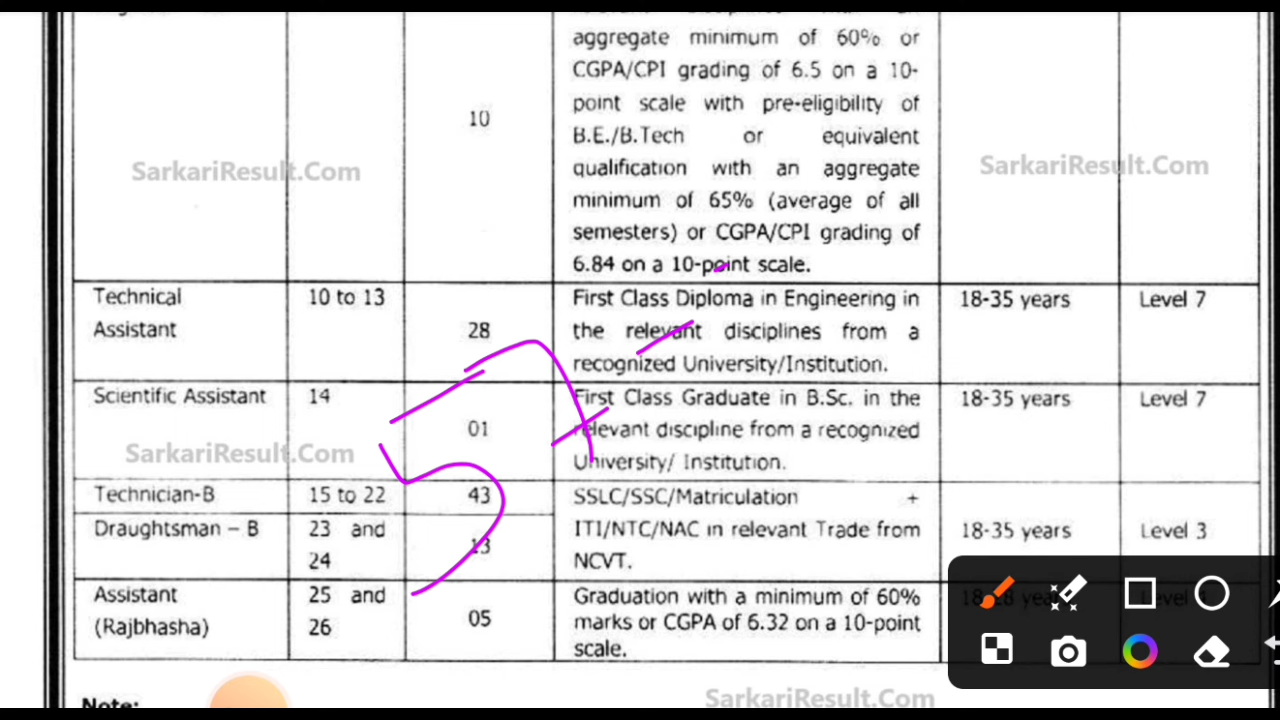 aggregate minimum of 60% or
CGPA/CPI grading of 6.5 on a 10-
point scale with pre-eligibility of
10
B.E./B.Tech or equivalent
SarkariResult.Com
qualification with an aggregate
SarkariResult.Com
minimum of 65% (average of all
semesters) or CGPA/CPI grading of
6.84 on a 10-point scale.
Technical
Assistant
10 to 13
28
First Class Diploma in Engineering in
the relevant disciplines from a
recognized University/Institution.
18-35 years
Level 7
Scientific Assistant
14
01
First Class Graduate in B.Sc. in the
relevant discipline from a recognized
University/ Institution.
18-35 years
Level 7
SarkariResult.Com
Technician-B
15 to 22
43
SSLC/SSC/Matriculation +
ITI/NTC/NAC in relevant Trade from
NCVT.
Draughtsman – B
23 and
24
13
18-35 years
Level 3
Assistant
(Rajbhasha)
25 and
26
05
Graduation with a minimum of 60%
marks or CGPA of 6.32 on a 10-point
scale.
Note:
SarkariResult.Com